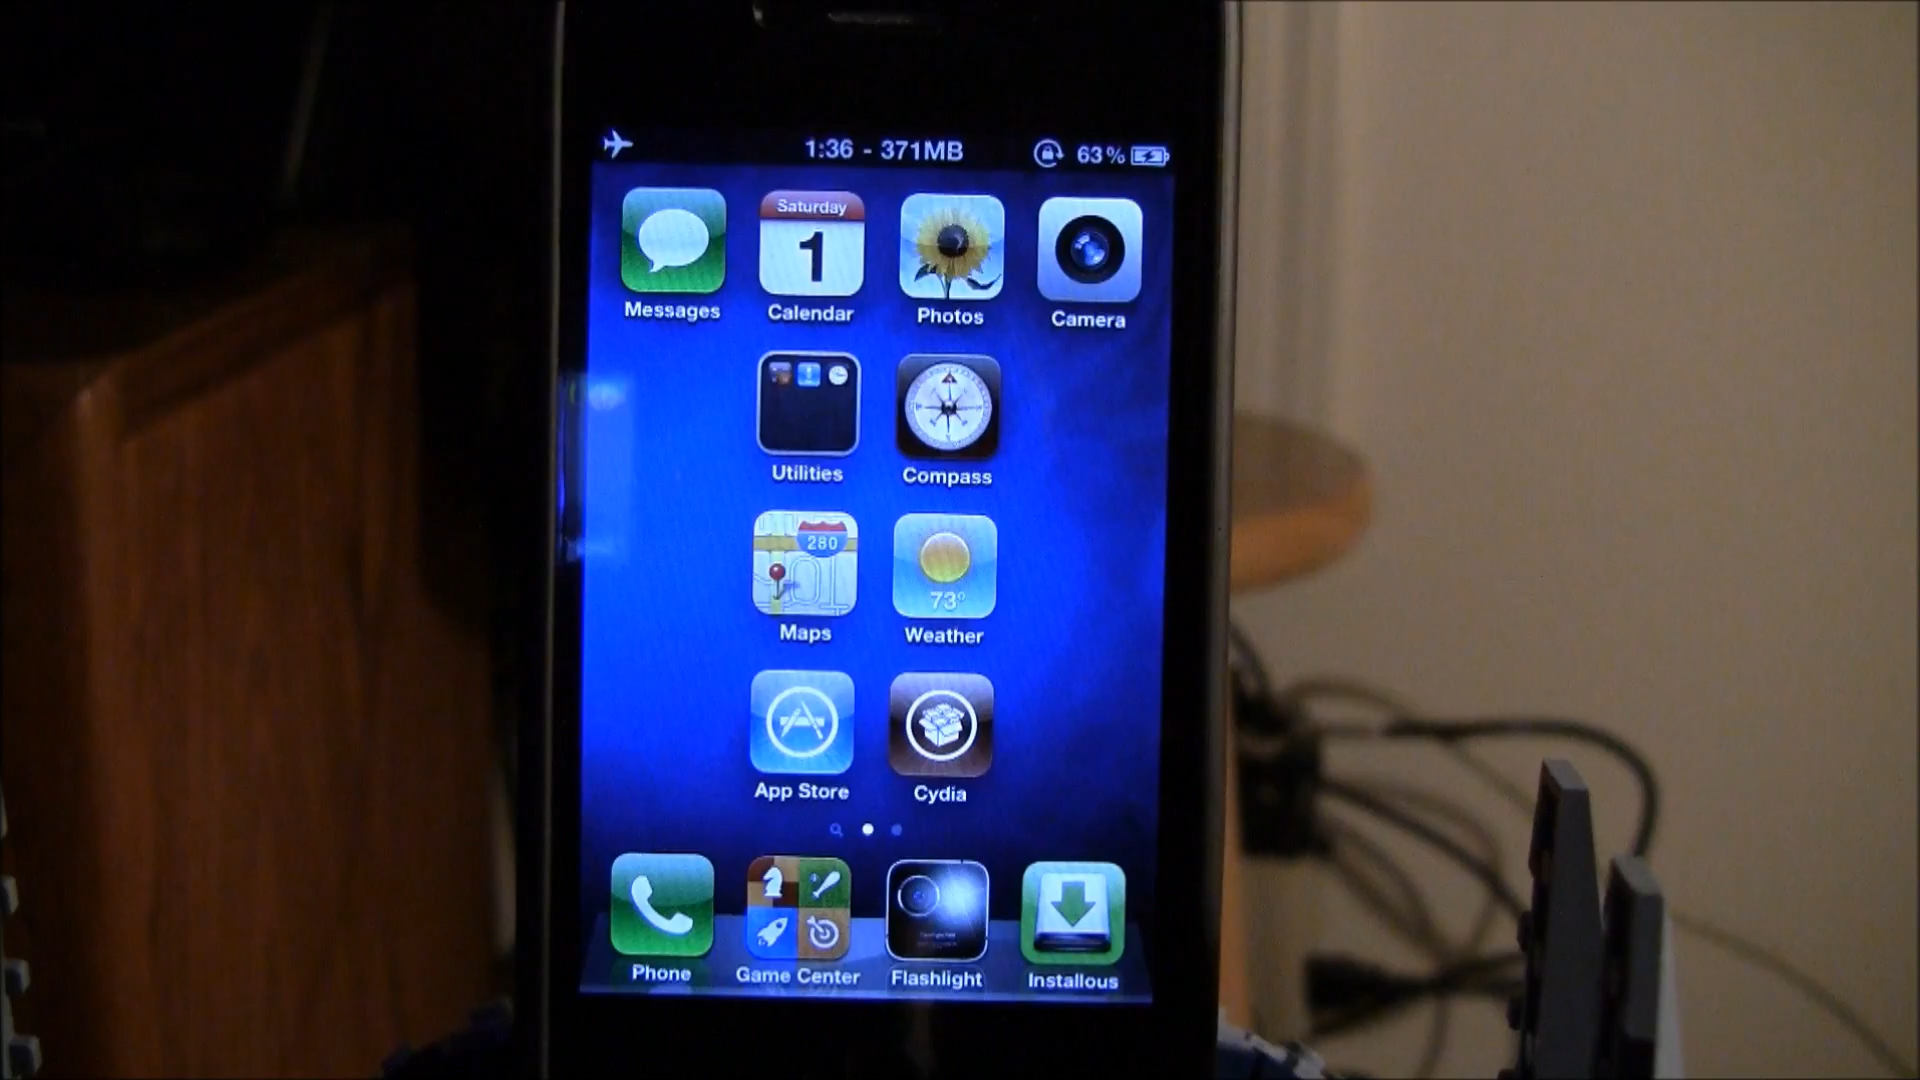 1:36 - 371MB
63%
Saturday
1
Messages
Calendar
Photos
Camera
Utilities
Compass
280
73°
Maps
Weather
App Store
Cydia
Phone
Game Center
Flashlight
Installous